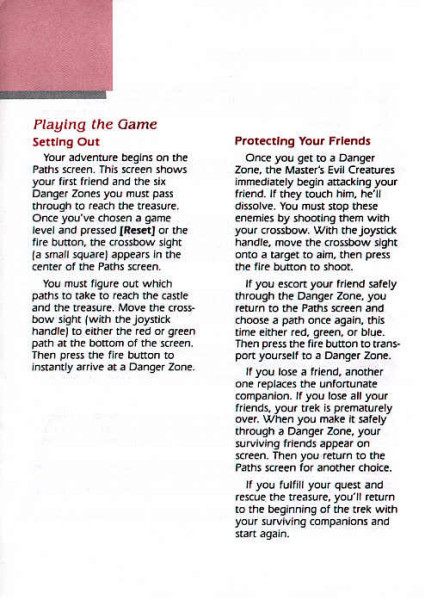 Playing the Game
Setting Out
Your adventure begins on the
Paths screen. This screen shows
your first friend and the six
Danger Zones you must pass
through to reach the treasure.
Once you've chosen a game
level and pressed [Reset] or the
fire button, the crossbow sight
(a small square) appears in the
center of the Paths screen.
You must figure out which
paths to take to reach the castle
and the treasure. Move the cross-
bow sight (with the joystick
handle) to either the red or green
path at the bottom of the screen.
Then press the fire button to
instantly arrive at a Danger Zone.
Protecting Your Friends
Once you get to a Danger
Zone, the Master's Evil Creatures
immediately begin attacking your
friend. If they touch him, he'll
dissolve. You must stop these
enemies by shooting them with
your crossbow. With the joystick
handle, move the crossbow sight
onto a target to aim, then press
the fire button to shoot.
If you escort your friend safely
through the Danger Zone, you
return to the Paths screen and
choose a path once again, this
time either red, green, or blue.
Then press the fire button to trans-
port yourself to a Danger Zone.
If you lose a friend, another
one replaces the unfortunate
companion. If you lose all your
friends, your trek is prematurely
over. When you make it safely
through a Danger Zone, your
surviving friends appear on
screen. Then you return to the
Paths screen for another choice.
If you fulfill your quest and
rescue the treasure, you'll return
to the beginning of the trek with
your surviving companions and
start again.